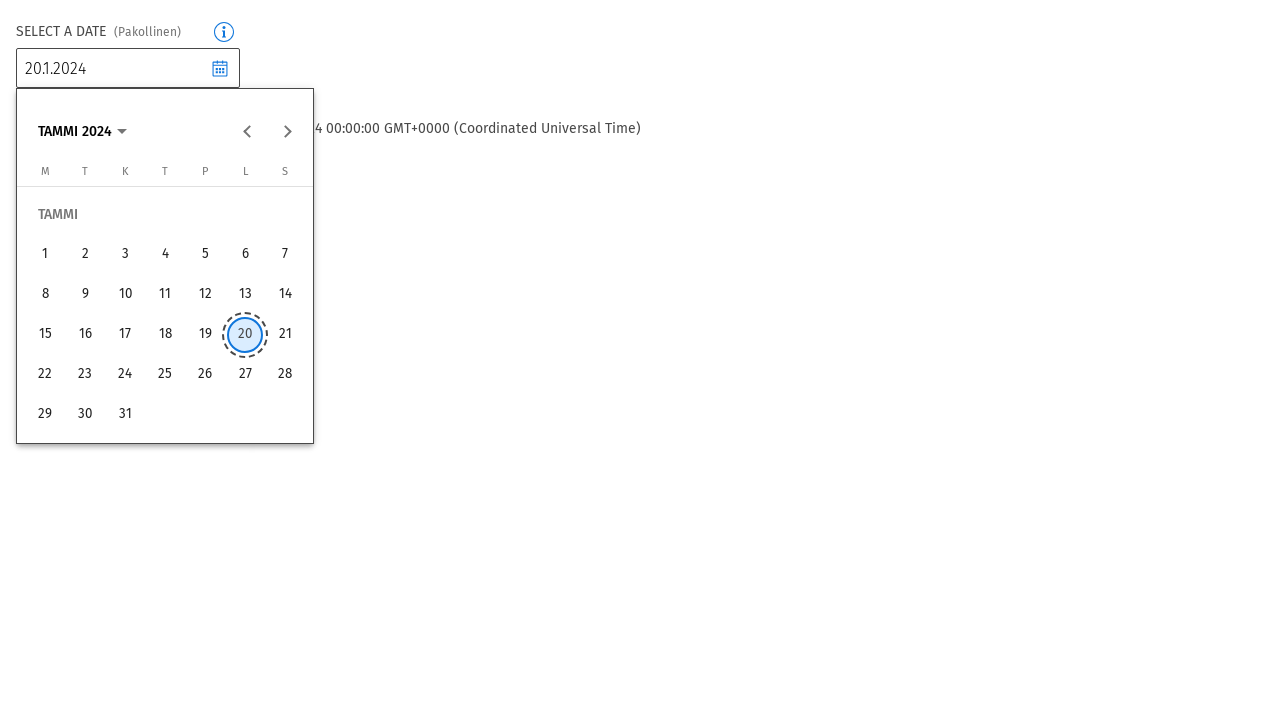 SELECT A DATE (Pakollinen)
20.1.2024
TAMMI 2024
4 00:00:00 GMT+0000 (Coordinated Universal Time)
M T K T P L S
TAMMI
1 2 3 4 5 6 7
8 9 10 11 12 13 14
15 16 17 18 19 20 21
22 23 24 25 26 27 28
29 30 31